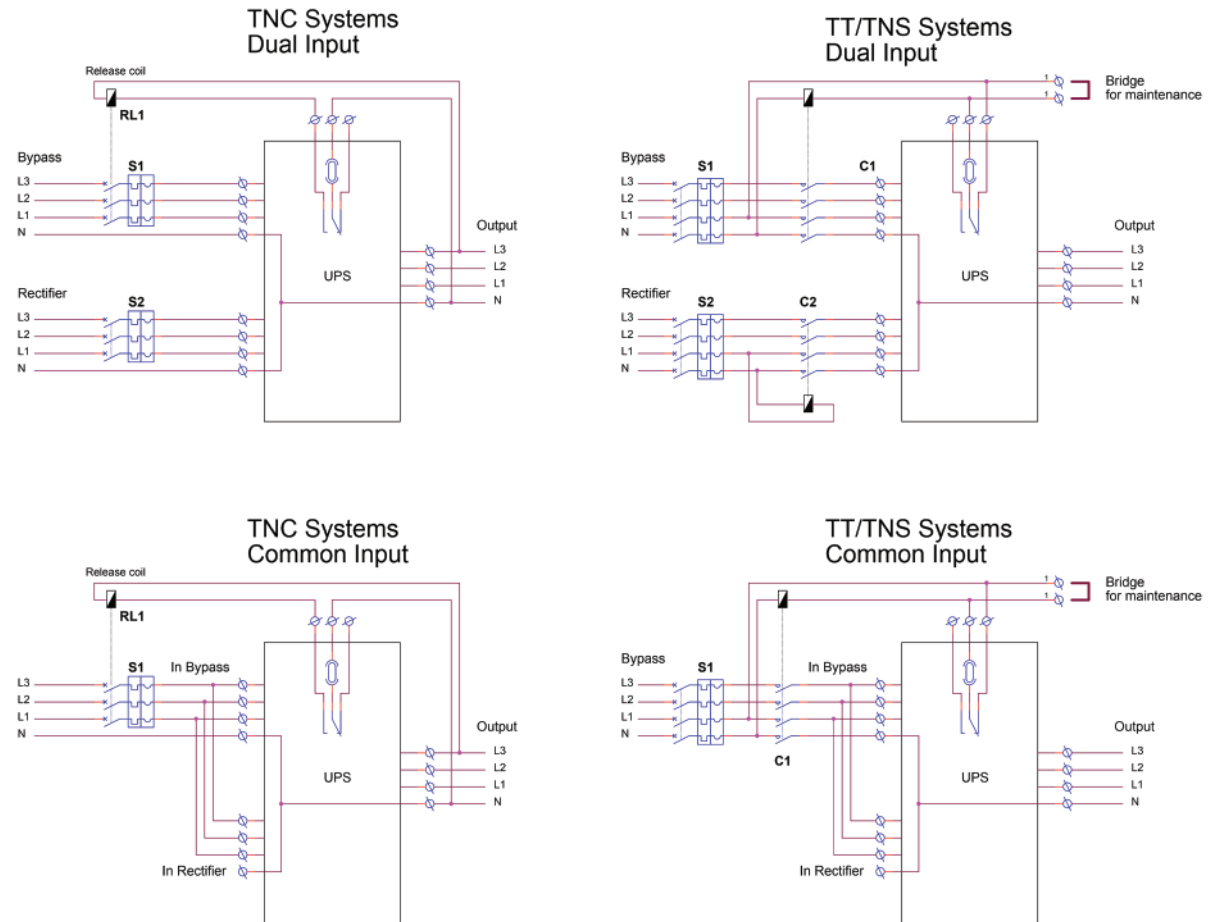 TNC Systems
Dual Input
Release coil
RL1
Bypass
S1
L3
L2
L1
N
Output
L3
L2
L1
N
UPS
Rectifier
S2
L3
L2
L1
N
TT/TNS Systems
Dual Input
1
1
Bridge
for maintenance
Bypass
S1
C1
L3
L2
L1
N
Output
L3
L2
L1
N
UPS
Rectifier
S2
C2
L3
L2
L1
N
TNC Systems
Common Input
Release coil
RL1
S1
In Bypass
L3
L2
L1
N
Output
L3
L2
L1
N
UPS
In Rectifier
TT/TNS Systems
Common Input
1
1
Bridge
for maintenance
Bypass
S1
In Bypass
L3
L2
L1
N
C1
Output
L3
L2
L1
N
UPS
In Rectifier